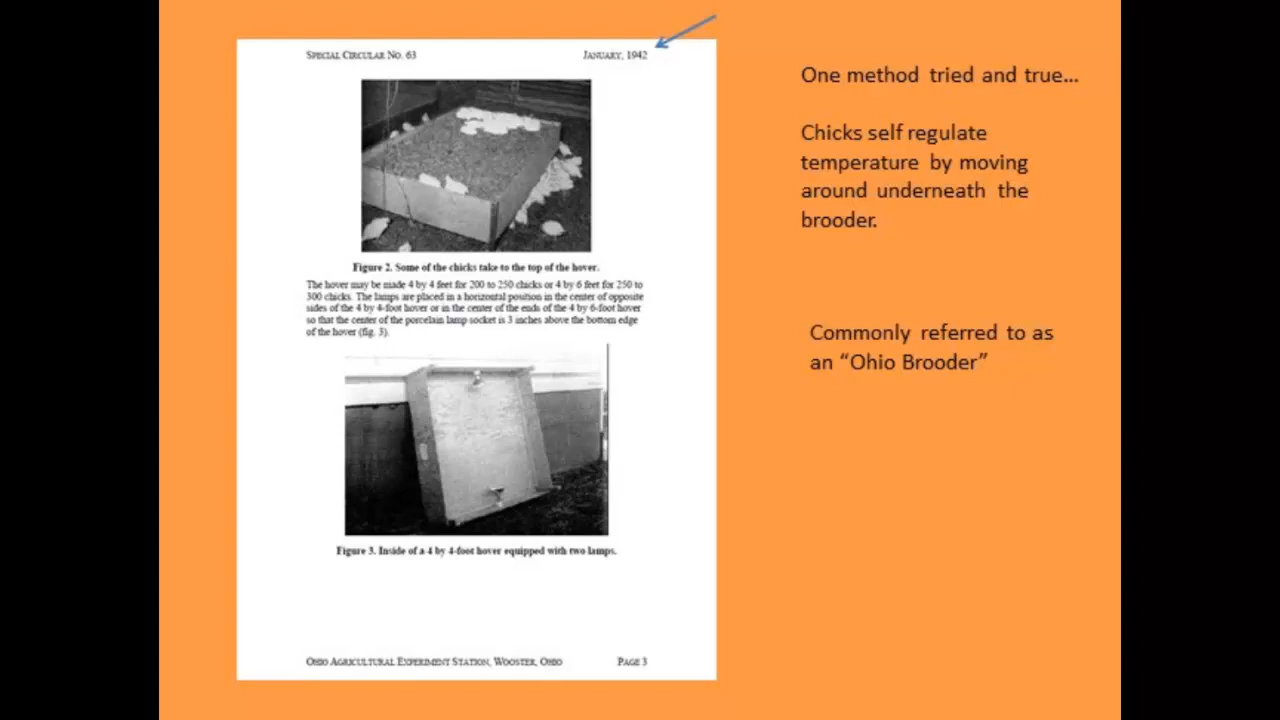 SPECIAL CIRCULAR NO. 63 JANUARY, 1942
Figure 2. Some of the chicks take to the top of the hover.
The hover may be made 4 by 4 feet for 200 to 250 chicks or 4 by 6 feet for 250 to
300 chicks. The lamps are placed in a horizontal position in the center of opposite
sides of the 4 by 4-foot hover or in the center of the ends of the 4 by 6-foot hover
so that the center of the porcelain lamp socket is 3 inches above the bottom edge
of the hover (fig. 3).
Figure 3. Inside of a 4 by 4-foot hover equipped with two lamps.
OHIO AGRICULTURAL EXPERIMENT STATION, WOOSTER, OHIO PAGE 3
One method tried and true...
Chicks self regulate
temperature by moving
around underneath the
brooder.
Commonly referred to as
an “Ohio Brooder”